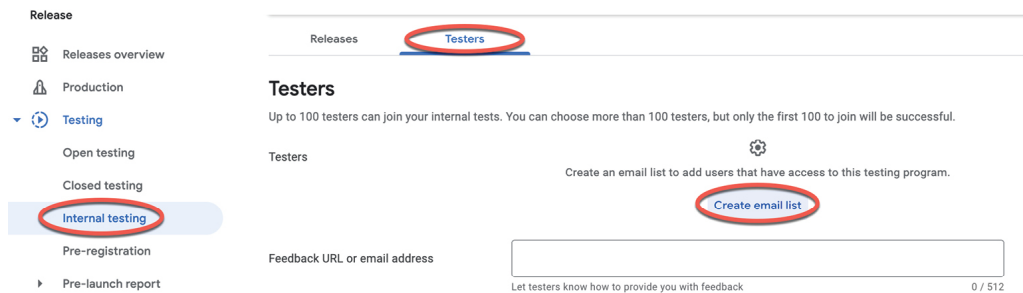 Release
Releases overview
Production
Testing
Open testing
Closed testing
Internal testing
Pre-registration
Pre-launch report
Releases Testers
Testers
Up to 100 testers can join your internal tests. You can choose more than 100 testers, but only the first 100 to join will be successful.
Testers
Create an email list to add users that have access to this testing program.
Create email list
Feedback URL or email address
Let testers know how to provide you with feedback 0 / 512